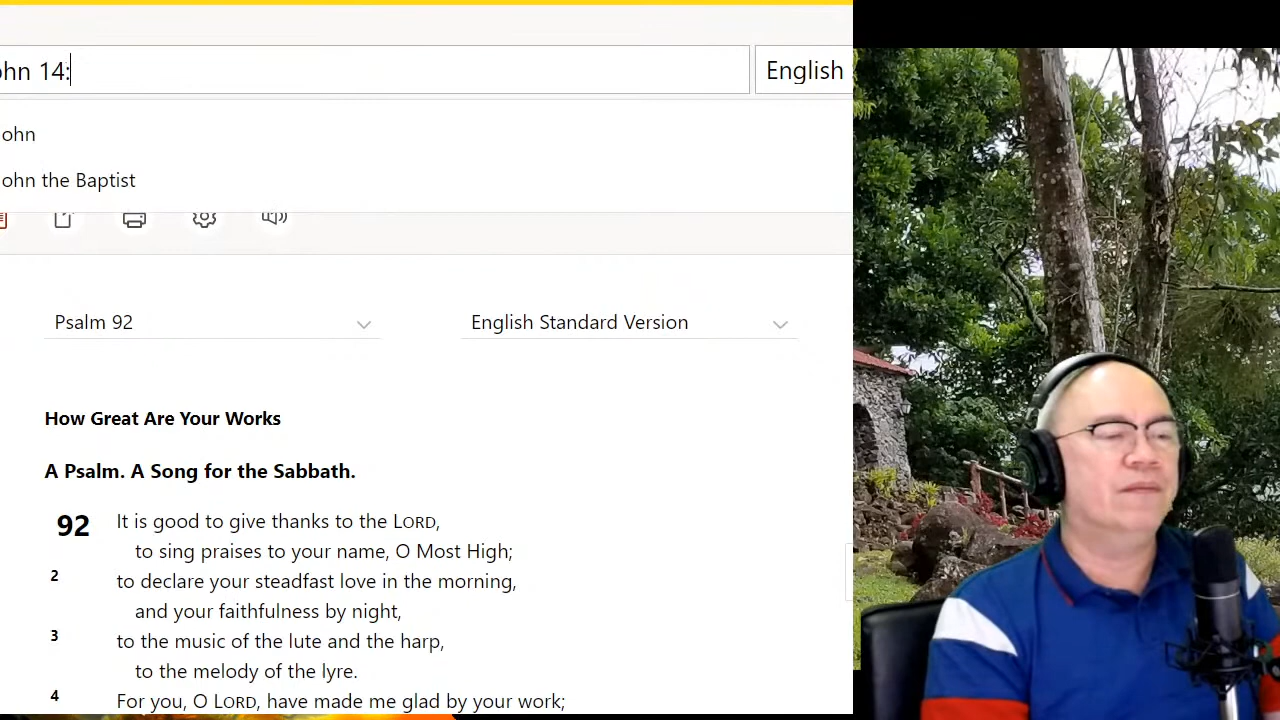 ohn 14:
English
ohn
ohn the Baptist
Psalm 92
English Standard Version
How Great Are Your Works
A Psalm. A Song for the Sabbath.
92 It is good to give thanks to the LORD,
to sing praises to your name, O Most High;
2 to declare your steadfast love in the morning,
and your faithfulness by night,
3 to the music of the lute and the harp,
to the melody of the lyre.
4 For you, O LORD, have made me glad by your work;